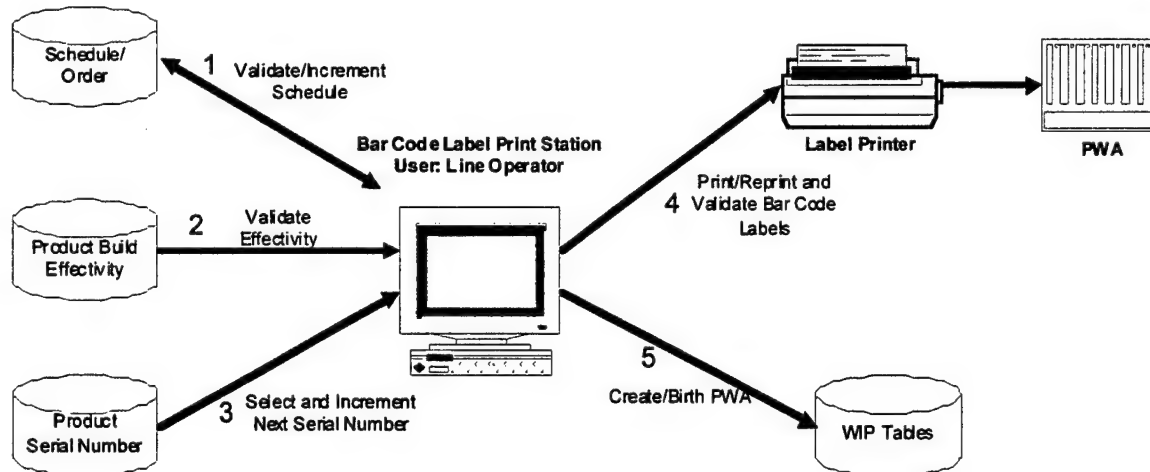 Schedule/
Order
1
Validate/Increment
Schedule
Bar Code Label Print Station
User: Line Operator
Label Printer
PWA
2
Validate
Effectivity
Product Build
Effectivity
4
Print/Reprint and
Validate Bar Code
Labels
3
Select and Increment
Next Serial Number
Product
Serial Number
5
Create/Birth PWA
WIP Tables